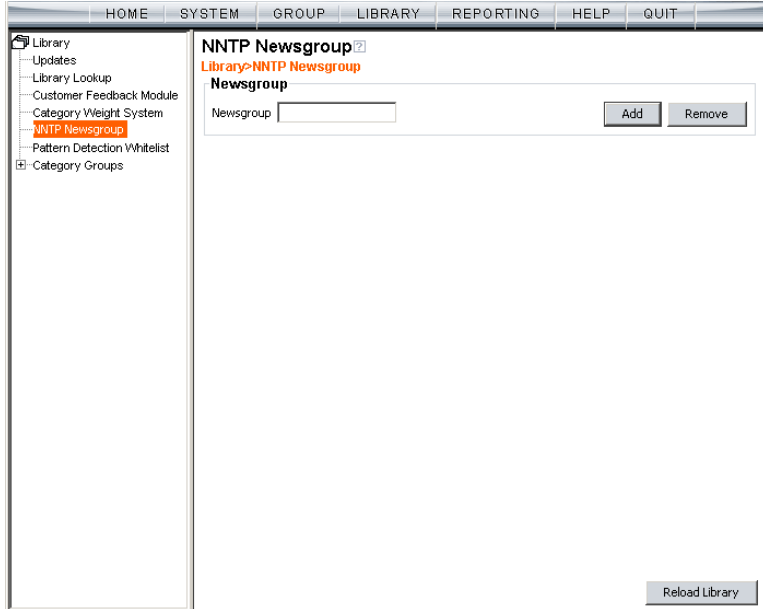 HOME SYSTEM GROUP LIBRARY REPORTING HELP QUIT
Library
Updates
Library Lookup
Customer Feedback Module
Category Weight System
NNTP Newsgroup
Pattern Detection Whitelist
Category Groups
NNTP Newsgroup?
Library>NNTP Newsgroup
Newsgroup
Newsgroup Add Remove
Reload Library